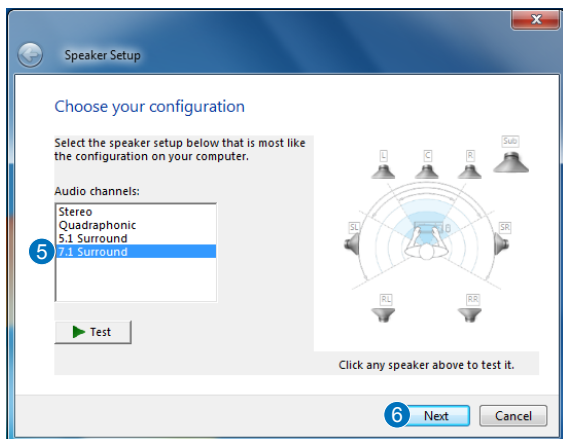 Speaker Setup
Choose your configuration
Select the speaker setup below that is most like
the configuration on your computer.
Audio channels:
Stereo
Quadraphonic
5.1 Surround
5 7.1 Surround
Test
L C R Sub
SL SR
RL RR
Click any speaker above to test it.
6 Next Cancel